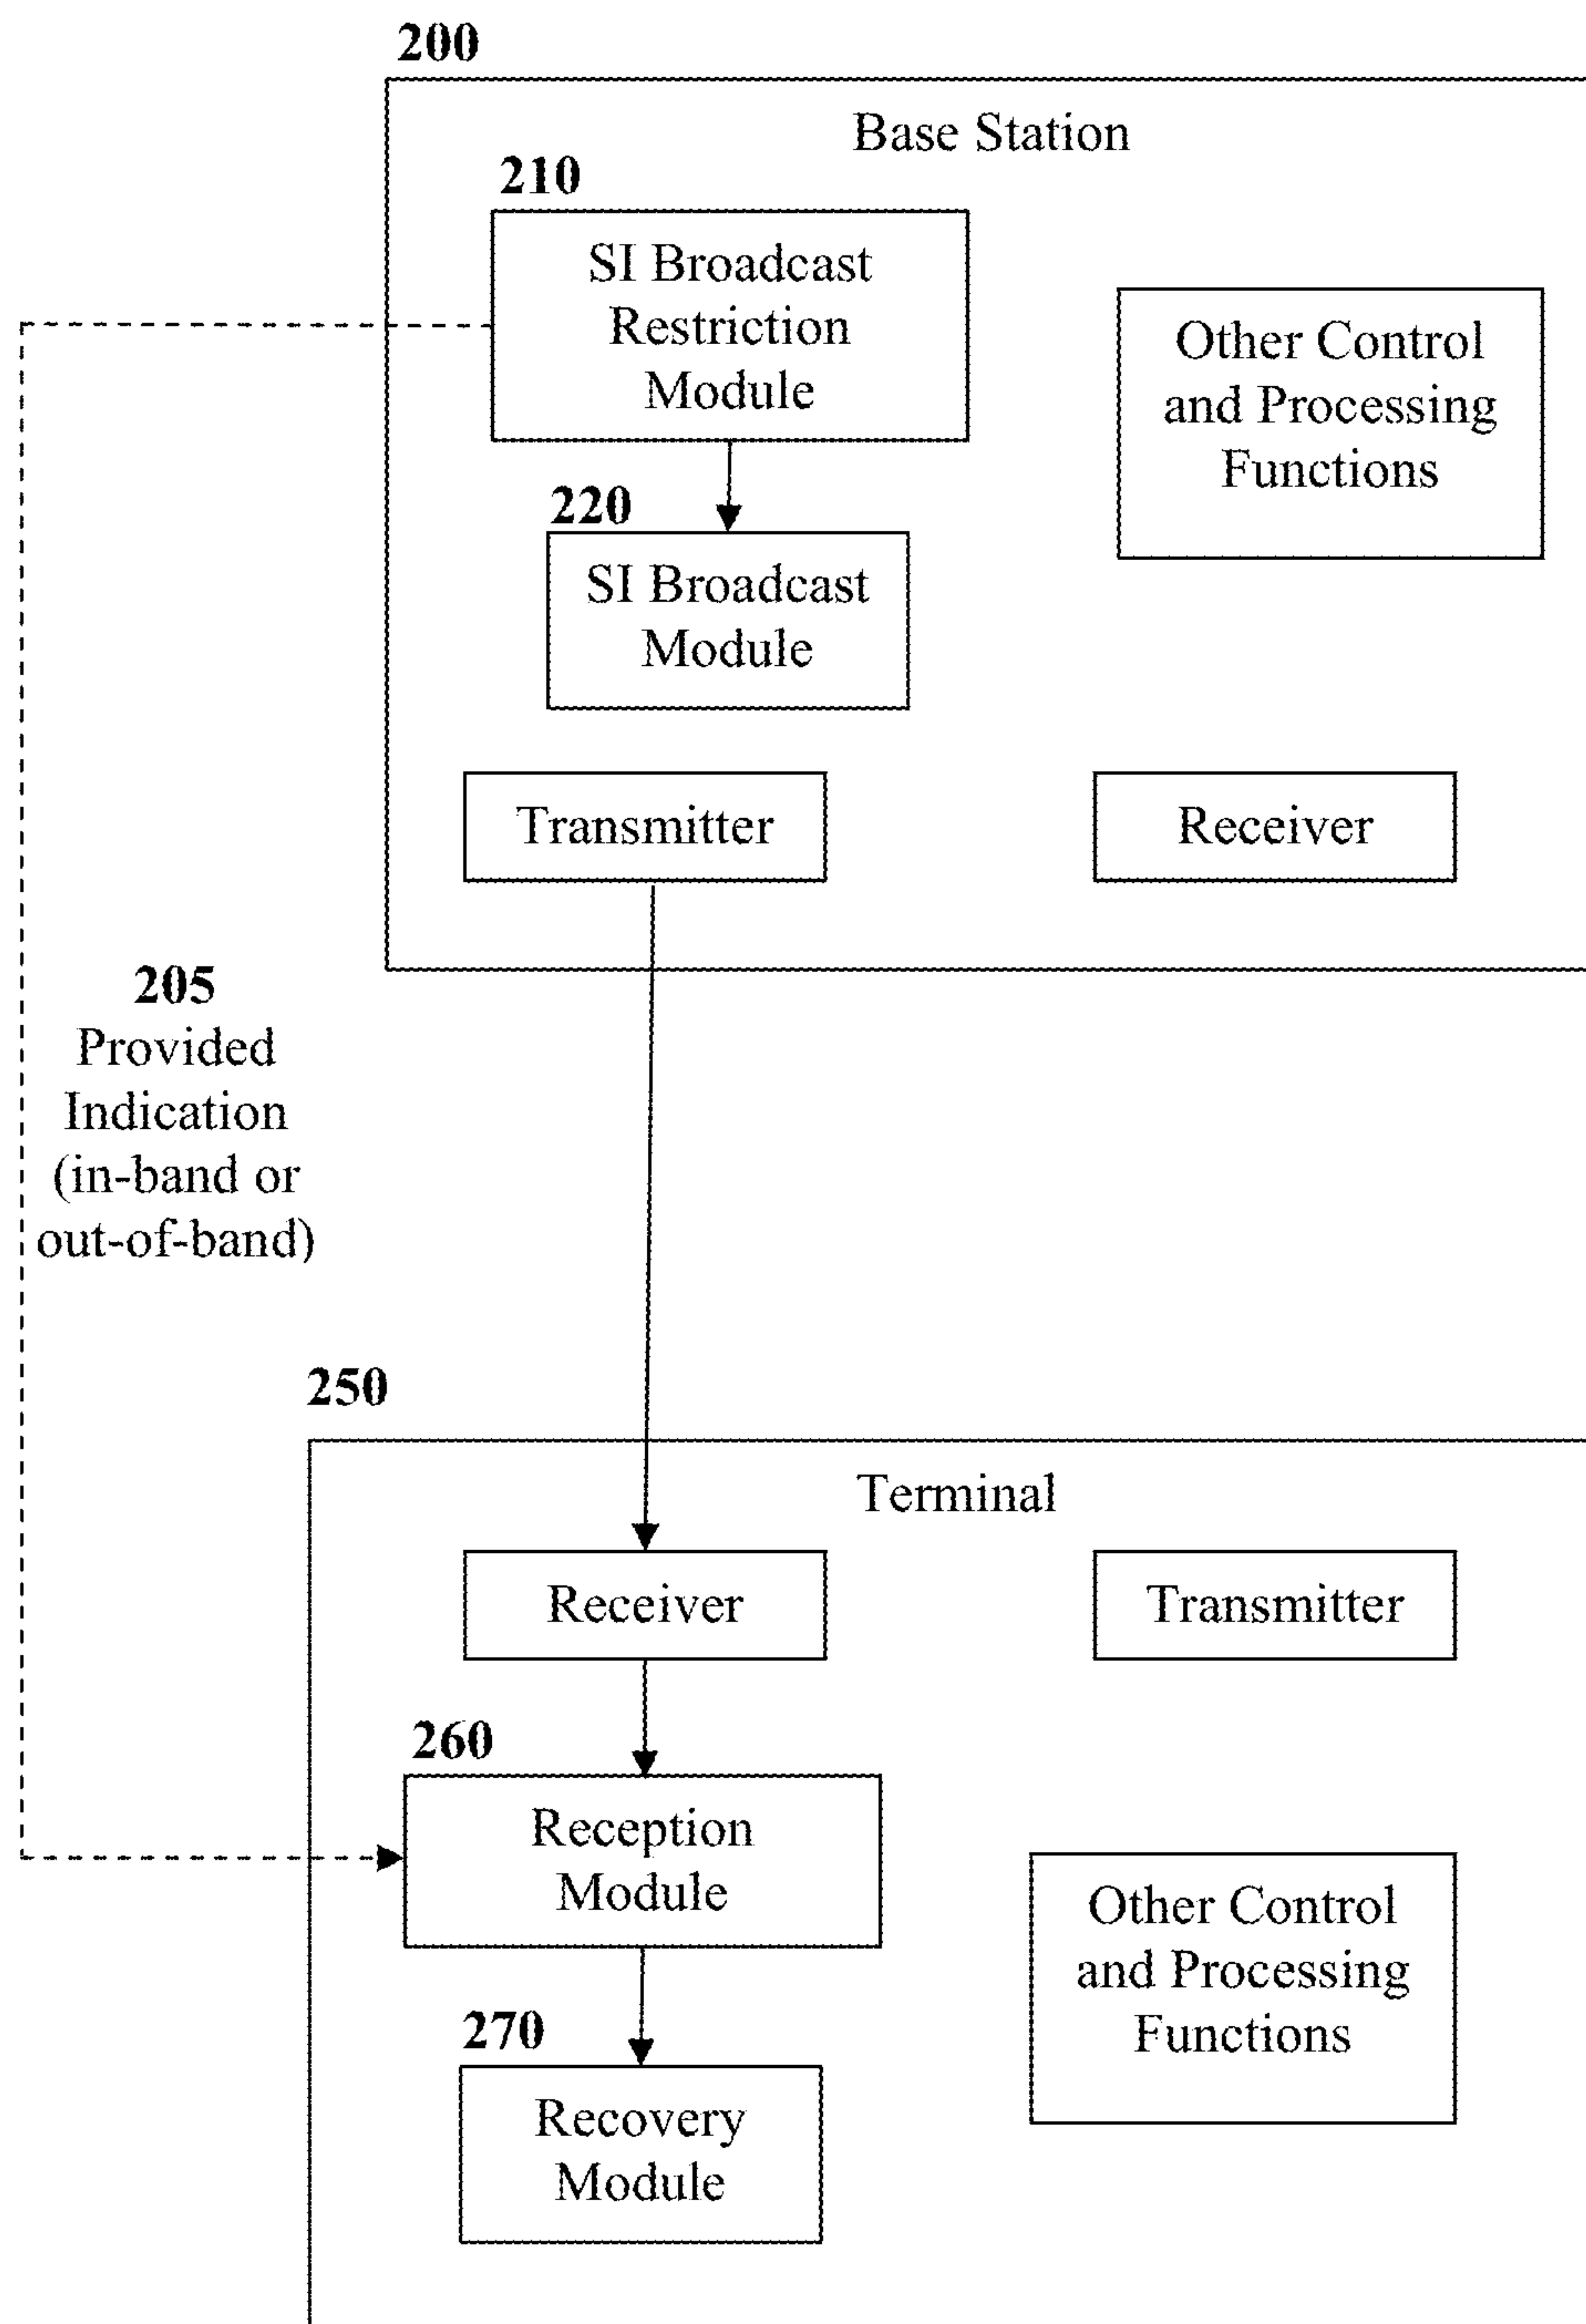 200
Base Station
210
SI Broadcast
Restriction
Module
Other Control
and Processing
Functions
220
SI Broadcast
Module
Transmitter
Receiver
205
Provided
Indication
(in-band or
out-of-band)
250
Terminal
Receiver
Transmitter
260
Reception
Module
Other Control
and Processing
Functions
270
Recovery
Module